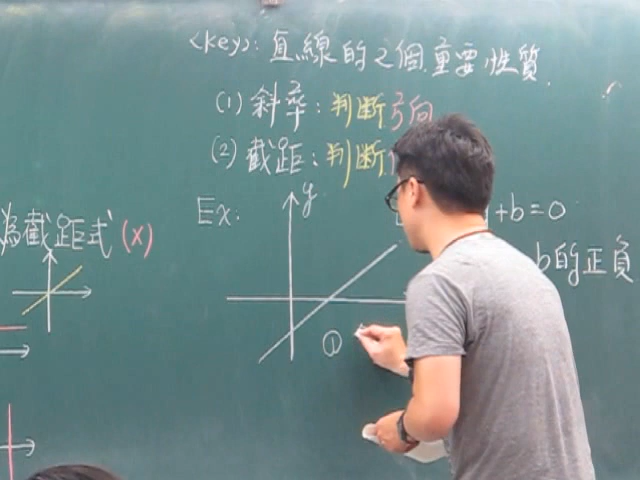 <Key>: 直線的2個重要性質.
(1) 斜率: 判斷方向
(2) 截距: 判斷
為截距式(x)
Ex:
y
+b=0
b的正負
①